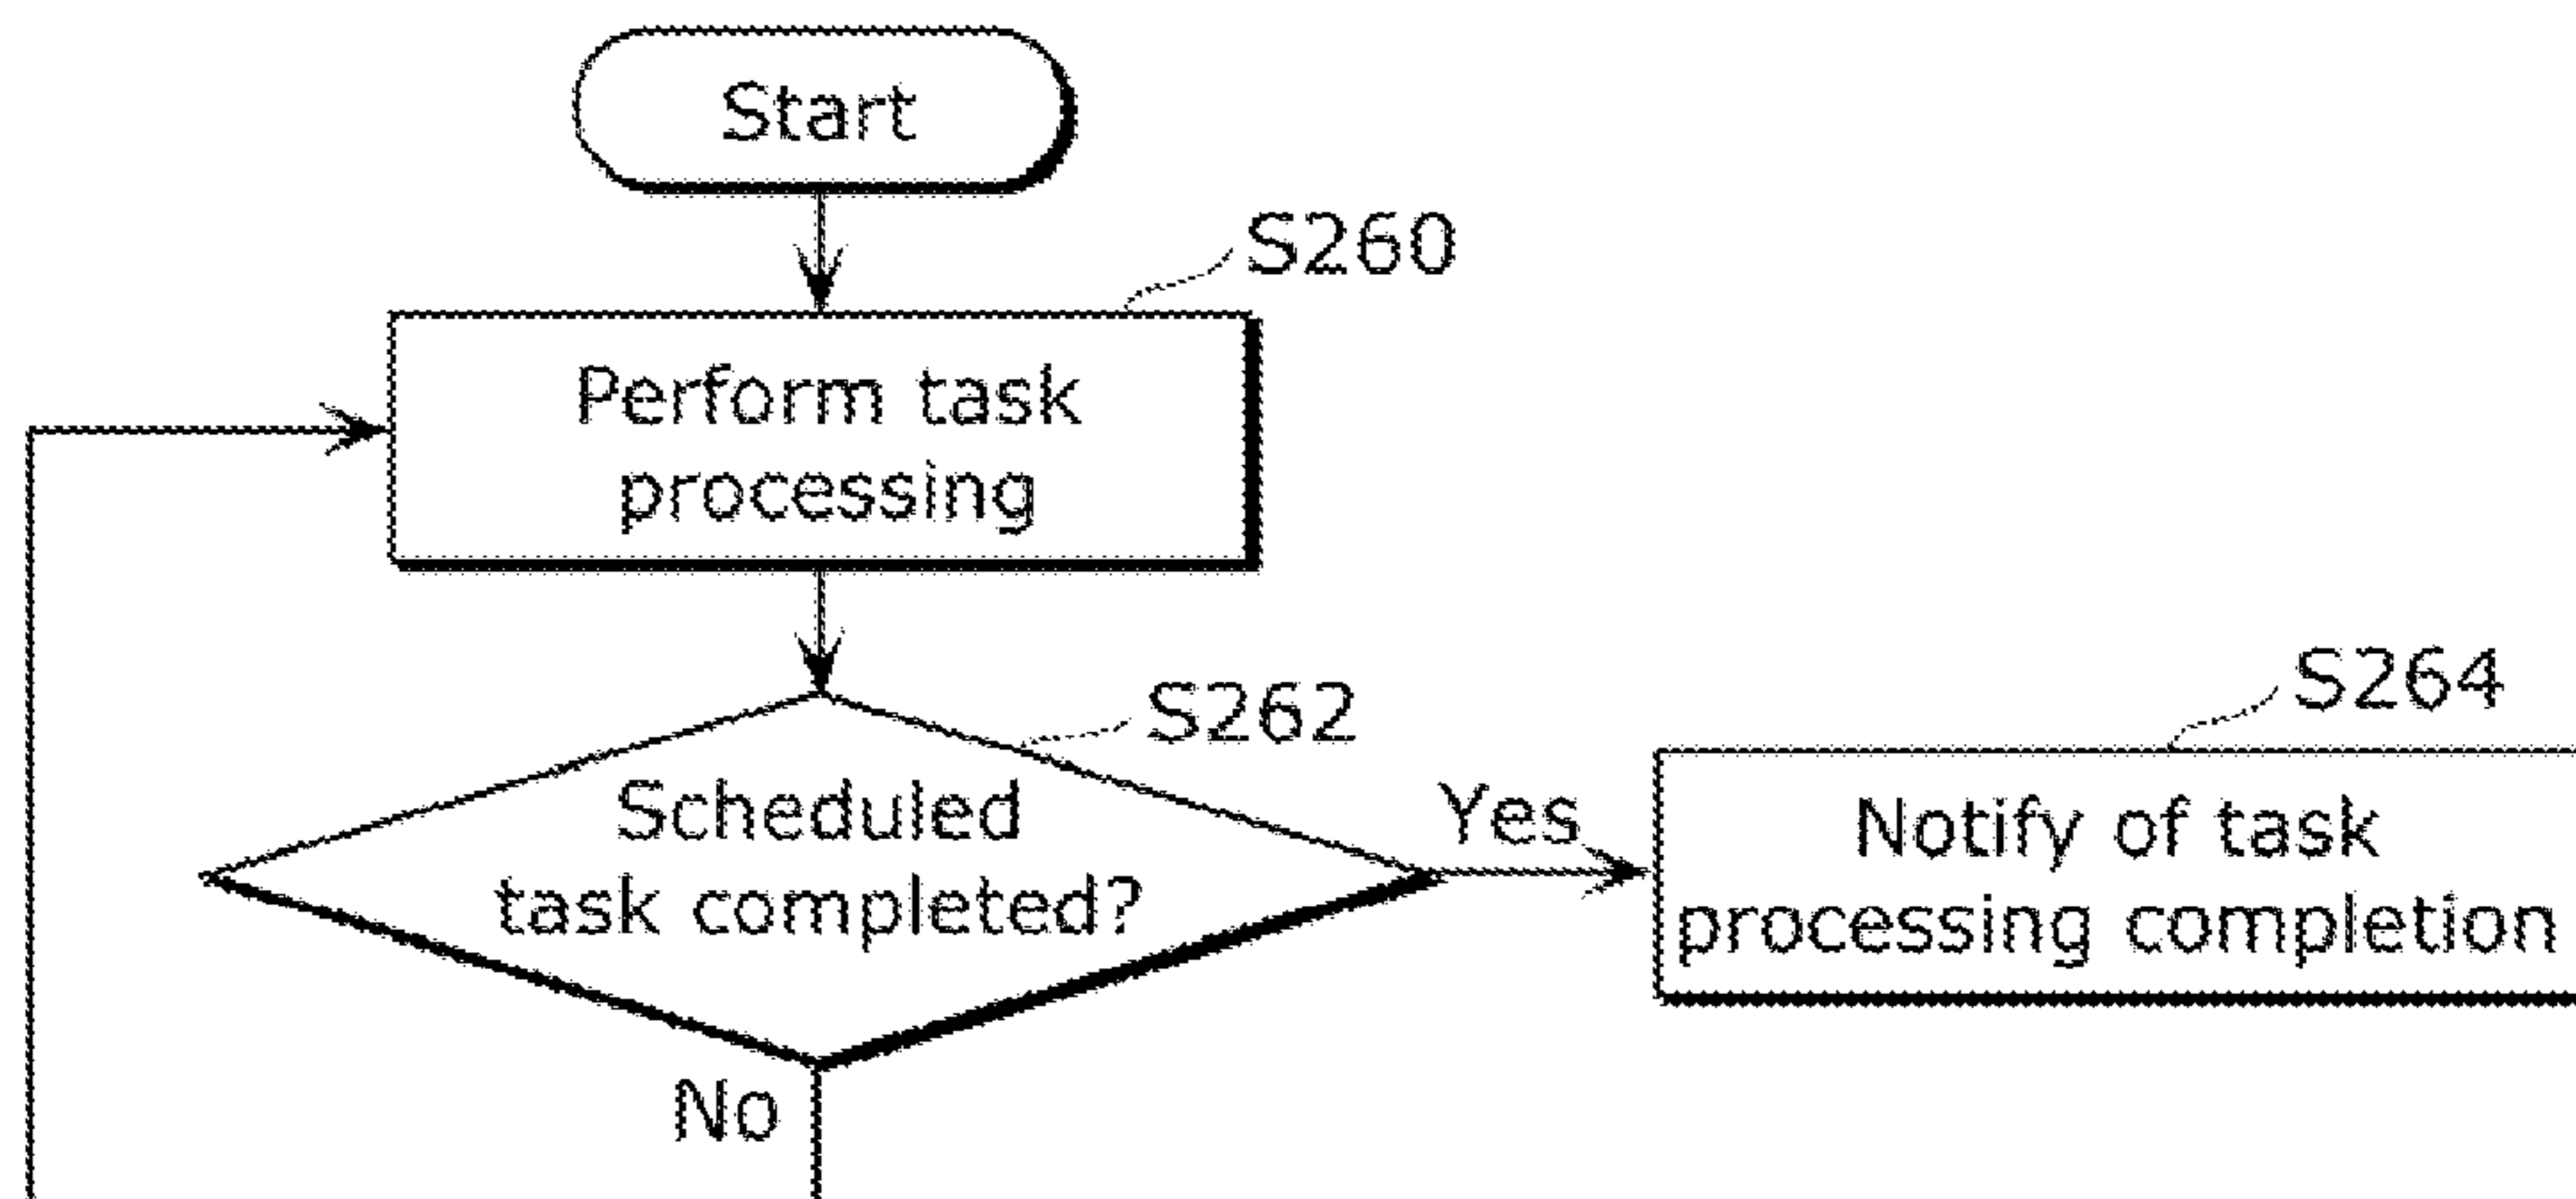 Start
S260
Perform task
processing
S262
Scheduled
task completed?
Yes
S264
Notify of task
processing completion
No